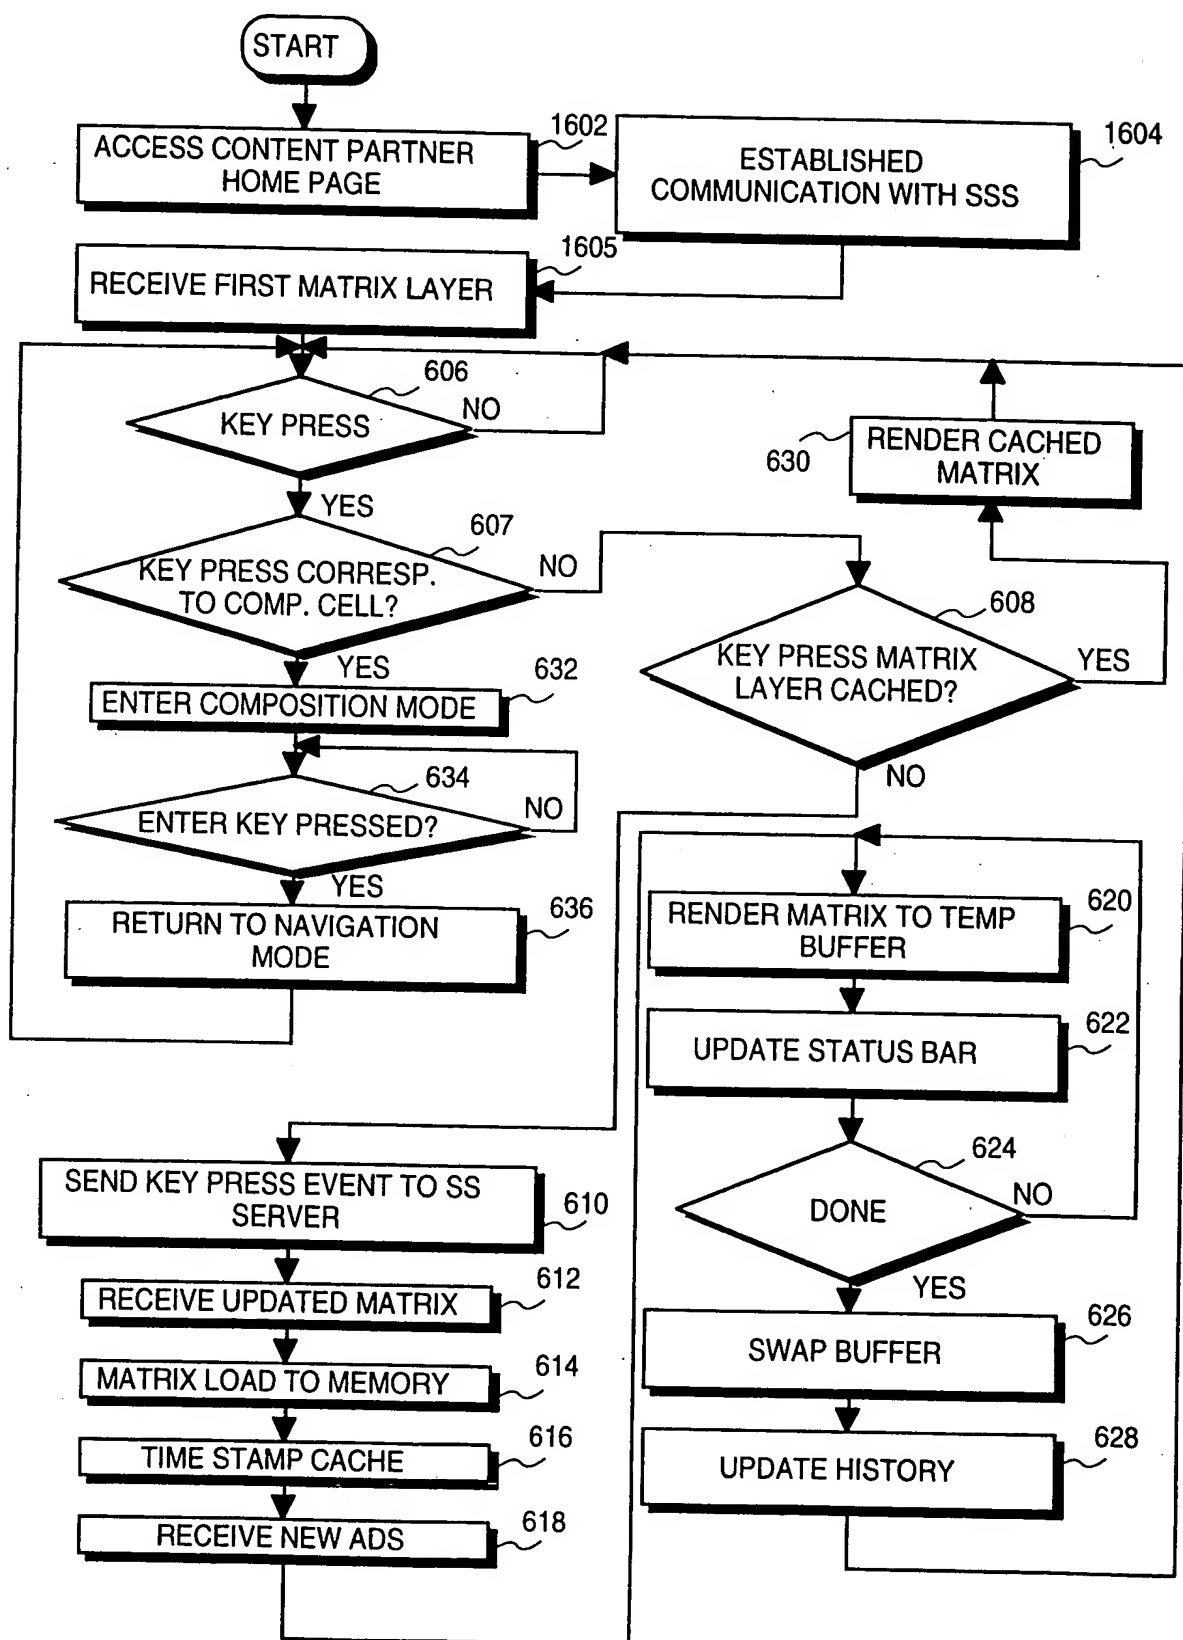 START
ACCESS CONTENT PARTNER
HOME PAGE
1602
ESTABLISHED
COMMUNICATION WITH SSS
1604
RECEIVE FIRST MATRIX LAYER
1605
KEY PRESS
606
NO
YES
KEY PRESS CORRESP.
TO COMP. CELL?
607
NO
YES
ENTER COMPOSITION MODE
632
ENTER KEY PRESSED?
634
NO
YES
RETURN TO NAVIGATION
MODE
636
630
RENDER CACHED
MATRIX
608
KEY PRESS MATRIX
LAYER CACHED?
YES
NO
SEND KEY PRESS EVENT TO SS
SERVER
610
RECEIVE UPDATED MATRIX
612
MATRIX LOAD TO MEMORY
614
TIME STAMP CACHE
616
RECEIVE NEW ADS
618
RENDER MATRIX TO TEMP
BUFFER
620
UPDATE STATUS BAR
622
DONE
624
NO
YES
SWAP BUFFER
626
UPDATE HISTORY
628